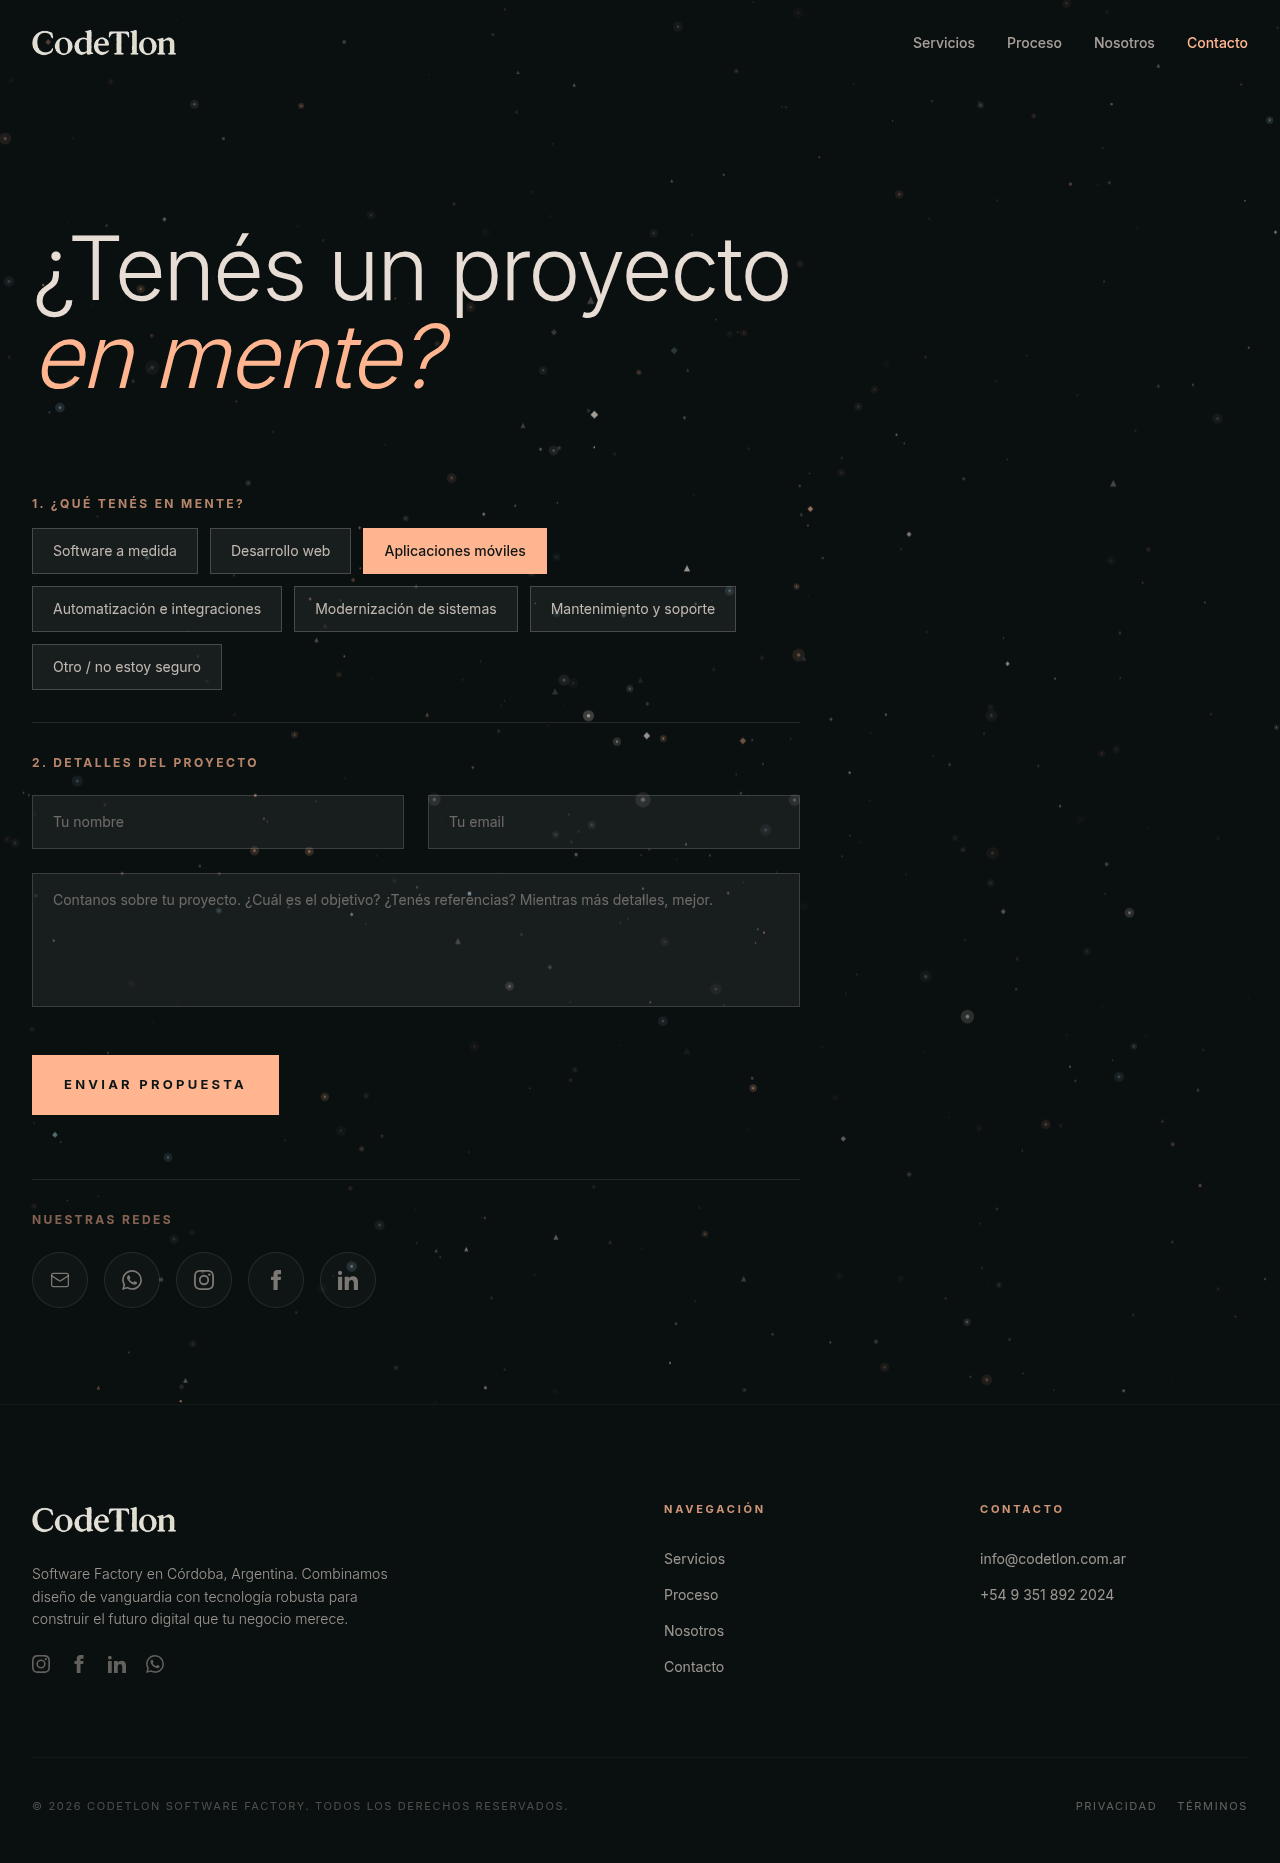 CodeTlon
Servicios
Proceso
Nosotros
Contacto
¿Tenés un proyecto
en mente?
1. ¿QUÉ TENÉS EN MENTE?
Software a medida
Desarrollo web
Aplicaciones móviles
Automatización e integraciones
Modernización de sistemas
Mantenimiento y soporte
Otro / no estoy seguro
2. DETALLES DEL PROYECTO
Tu nombre
Tu email
Contanos sobre tu proyecto. ¿Cuál es el objetivo? ¿Tenés referencias? Mientras más detalles, mejor.
ENVIAR PROPUESTA
NUESTRAS REDES
CodeTlon
Software Factory en Córdoba, Argentina. Combinamos
diseño de vanguardia con tecnología robusta para
construir el futuro digital que tu negocio merece.
NAVEGACIÓN
Servicios
Proceso
Nosotros
Contacto
CONTACTO
info@codetlon.com.ar
+54 9 351 892 2024
© 2026 CODETLON SOFTWARE FACTORY. TODOS LOS DERECHOS RESERVADOS.
PRIVACIDAD
TÉRMINOS